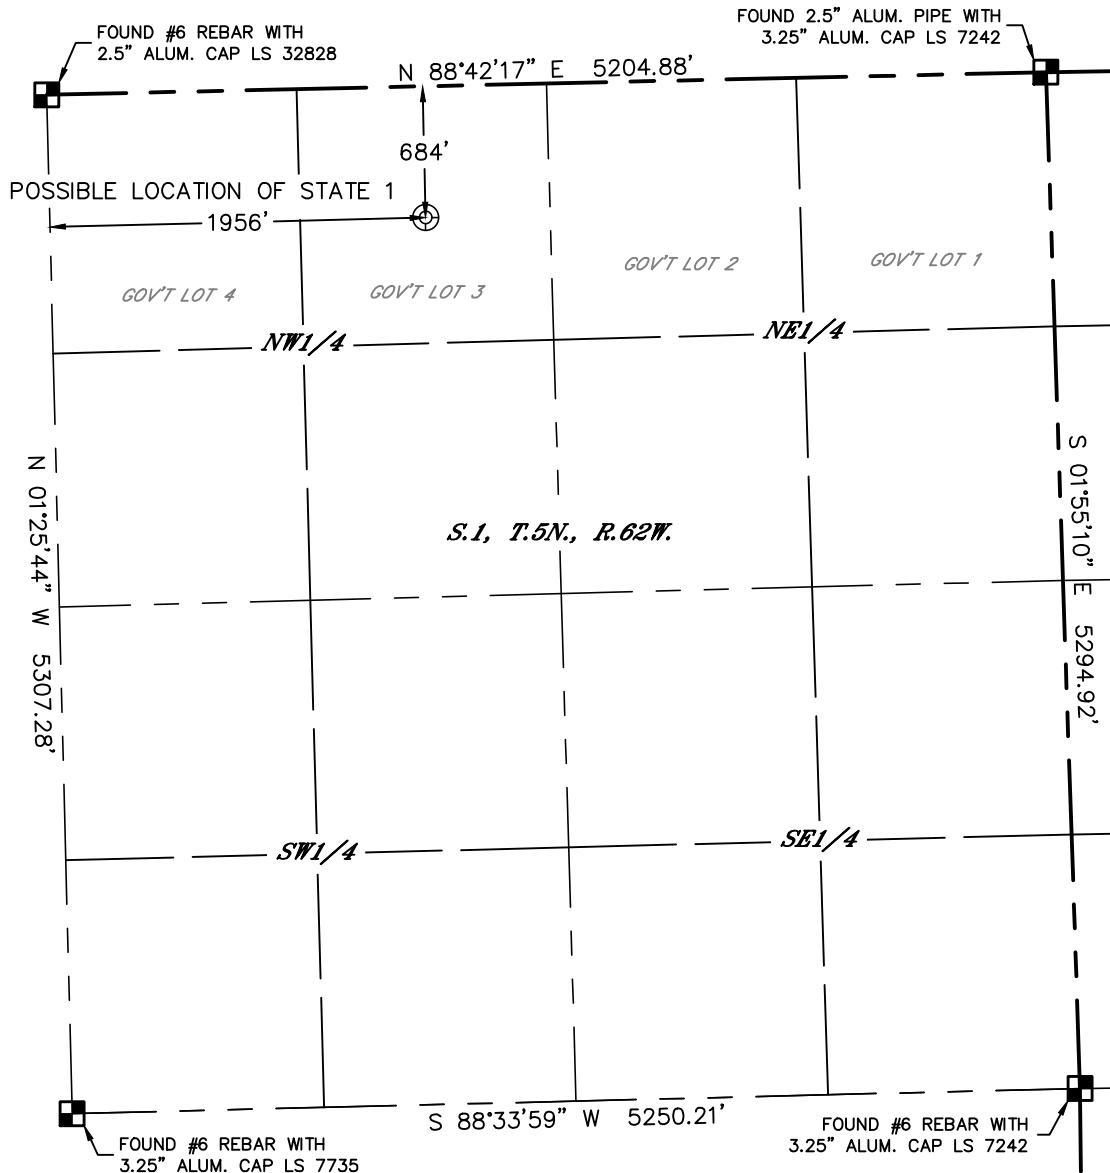 FOUND #6 REBAR WITH
2.5" ALUM. CAP LS 32828
FOUND 2.5" ALUM. PIPE WITH
3.25" ALUM. CAP LS 7242
N 88°42'17" E 5204.88'
684'
POSSIBLE LOCATION OF STATE 1
1956'
GOV'T LOT 4
GOV'T LOT 3
GOV'T LOT 2
GOV'T LOT 1
NW1/4
NE1/4
N 01°25'44" W 5307.28'
S.1, T.5N., R.62W.
S 01°55'10" E 5294.92'
SW1/4
SE1/4
S 88°33'59" W 5250.21'
FOUND #6 REBAR WITH
3.25" ALUM. CAP LS 7735
FOUND #6 REBAR WITH
3.25" ALUM. CAP LS 7242